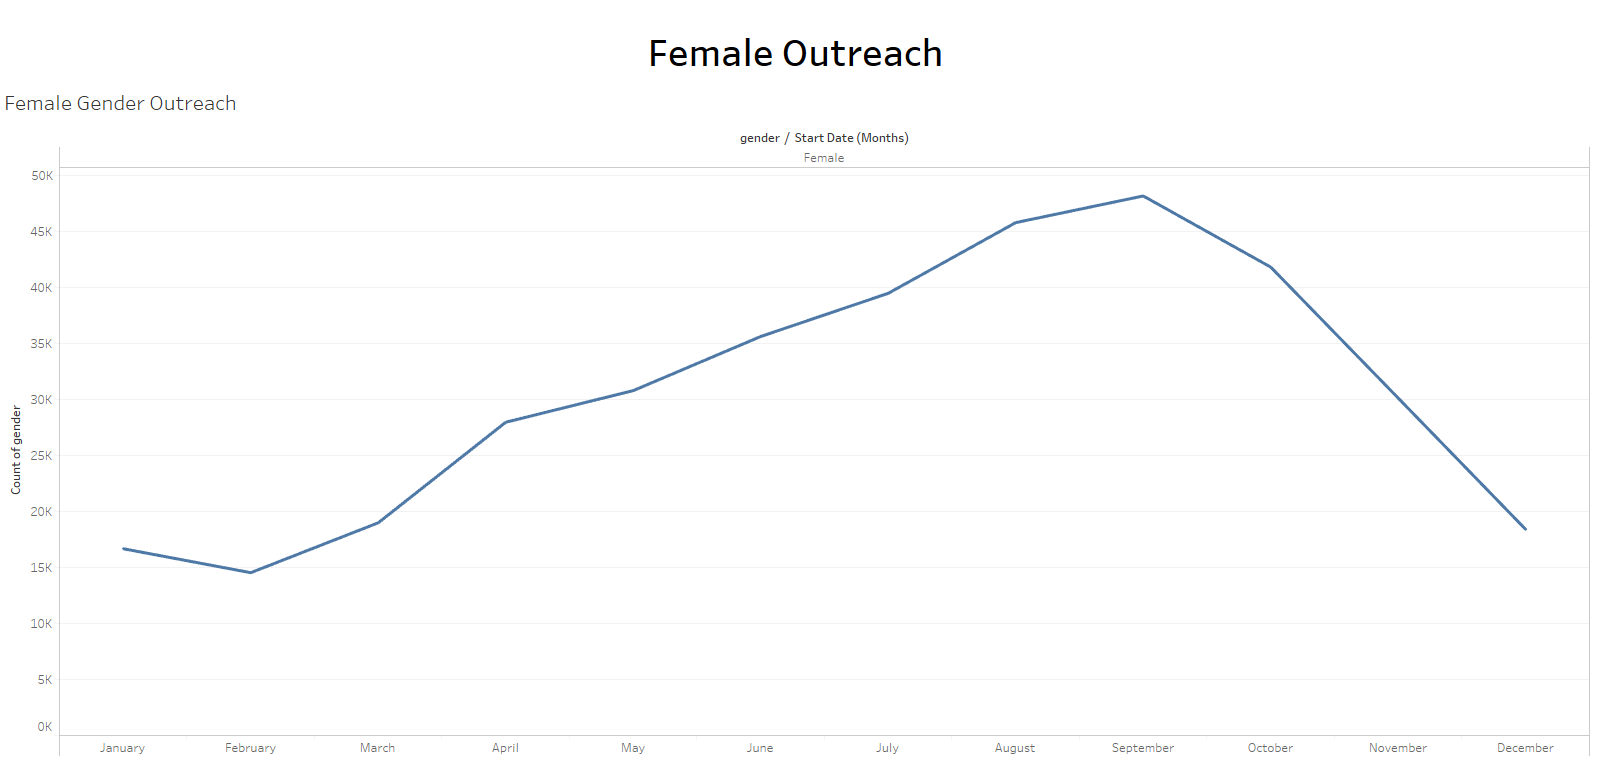 Female Outreach
Female Gender Outreach
gender / Start Date (Months)
Female
50K
45K
40K
35K
30K
25K
20K
15K
10K
5K
0K
Count of gender
January February March April May June July August September October November December